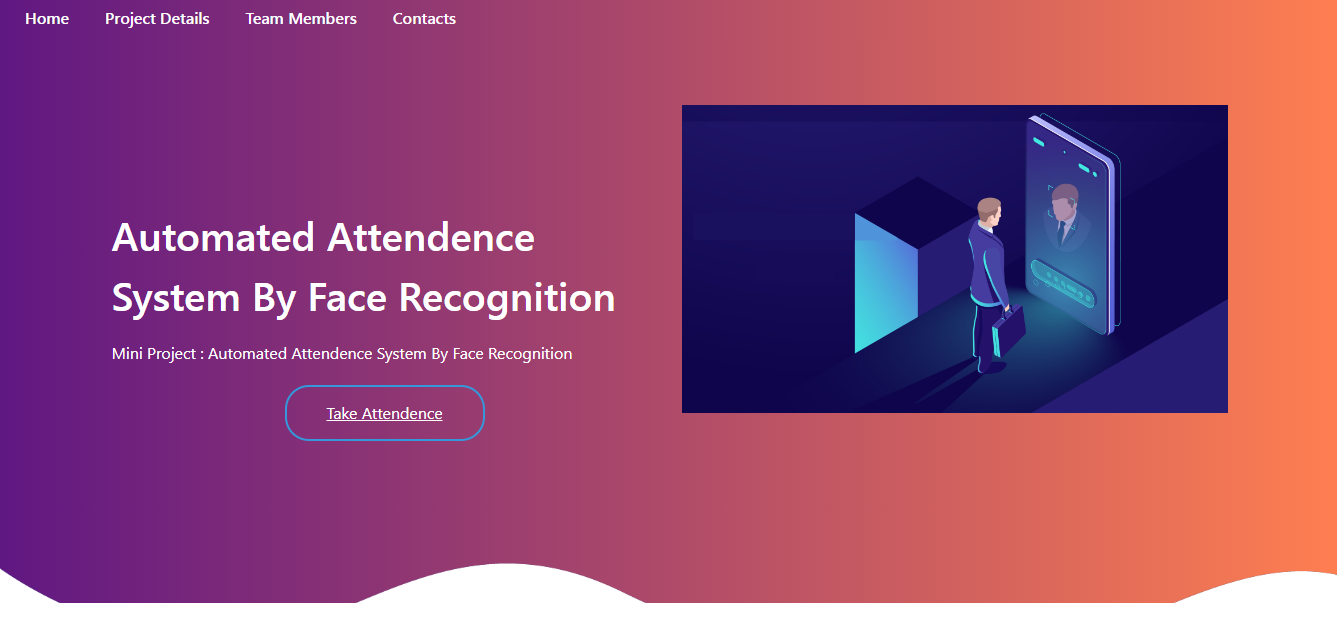 Home Project Details Team Members Contacts
Automated Attendence
System By Face Recognition
Mini Project : Automated Attendence System By Face Recognition
Take Attendence